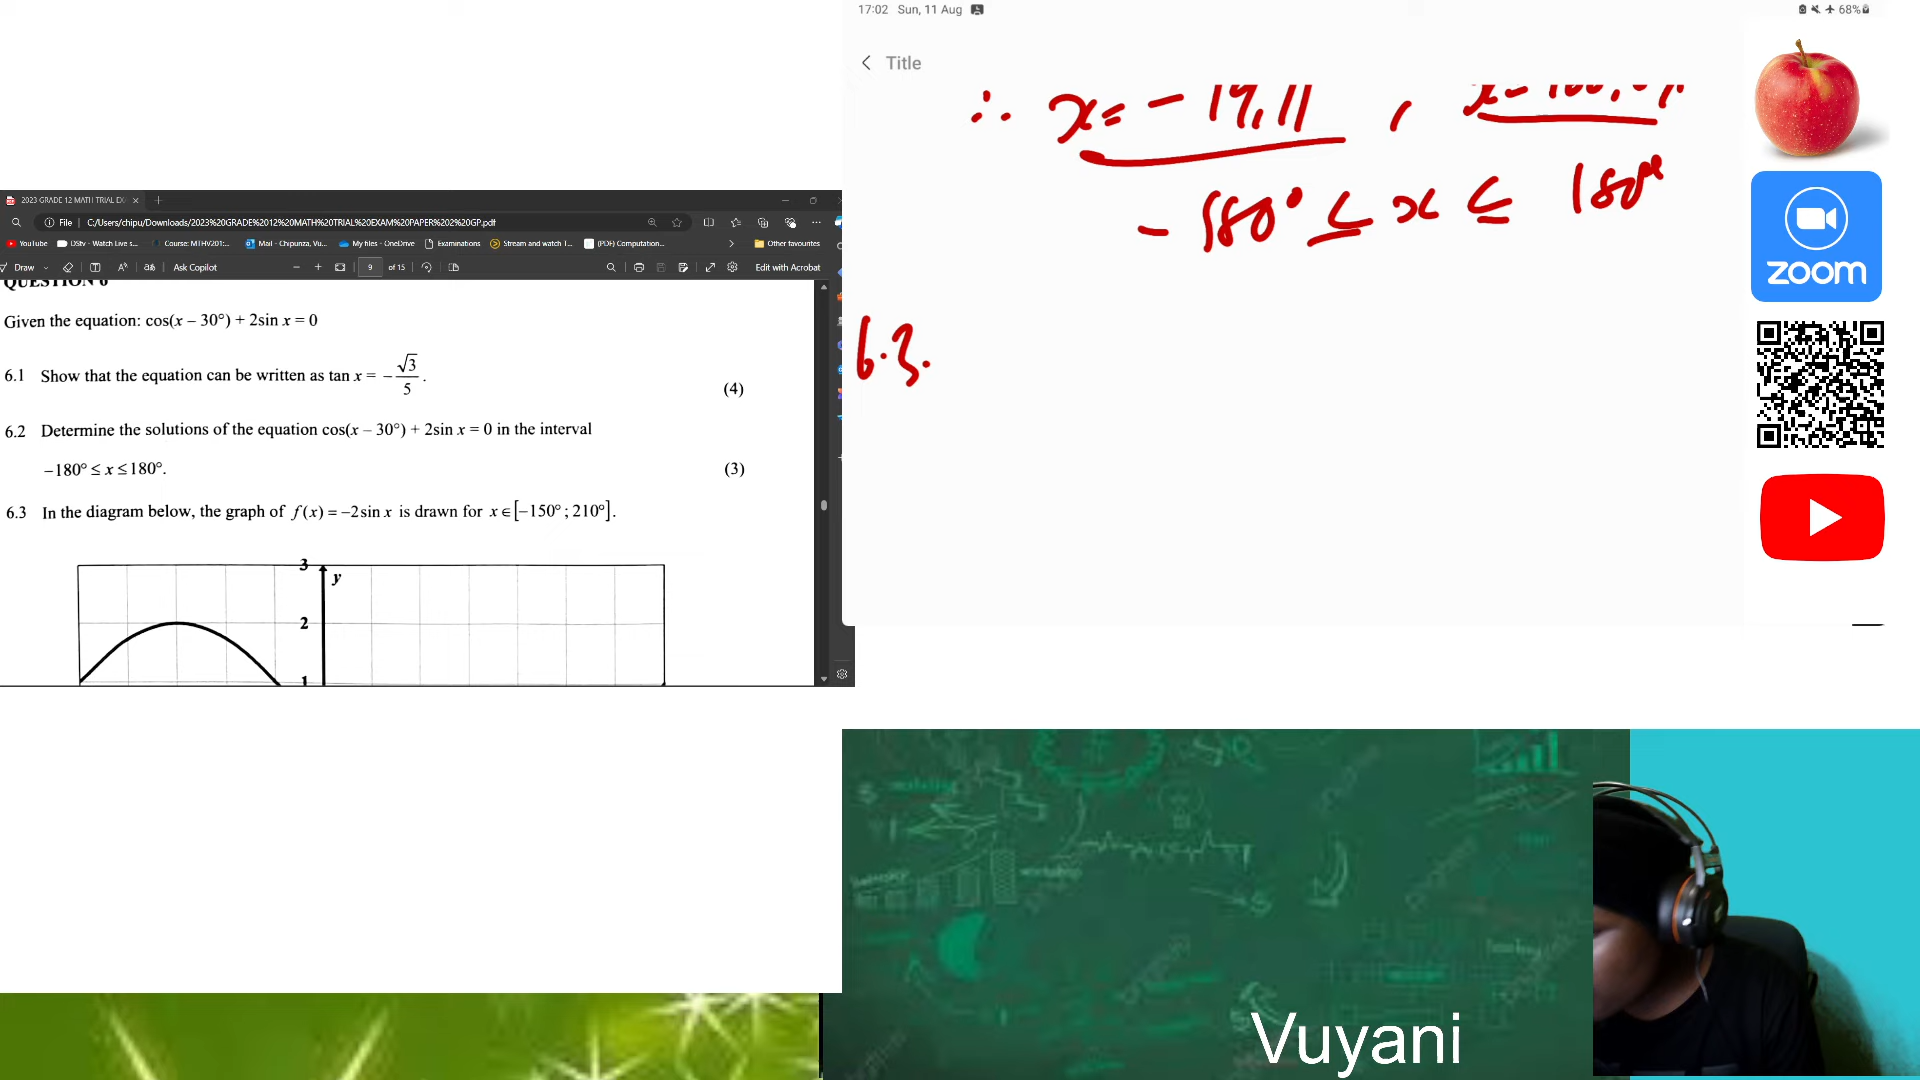 17:02 Sun, 11 Aug
68%
Title
∴ x = -19,11 ,
-180° ≤ x ≤ 180°
6.3.
zoom
2023 GRADE 12 MATH TRIAL EX
File | C:/Users/chipu/Downloads/2023%20GRADE%2012%20MATH%20TRIAL%20EXAM%20PAPER%202%20GP.pdf
YouTube DStv - Watch Live s... Course: MTHV201:... Mail - Chipunza, Vu... My files - OneDrive Examinations Stream and watch T... (PDF) Computation... Other favourites
Draw Ask Copilot 9 of 15 Edit with Acrobat
QUESTION 6
Given the equation: cos(x – 30°) + 2sin x = 0
6.1 Show that the equation can be written as tan x = -√3/5. (4)
6.2 Determine the solutions of the equation cos(x – 30°) + 2sin x = 0 in the interval
-180° ≤ x ≤ 180°. (3)
6.3 In the diagram below, the graph of f(x) = -2sin x is drawn for x ∈ [-150° ; 210°].
3
y
2
1
Vuyani